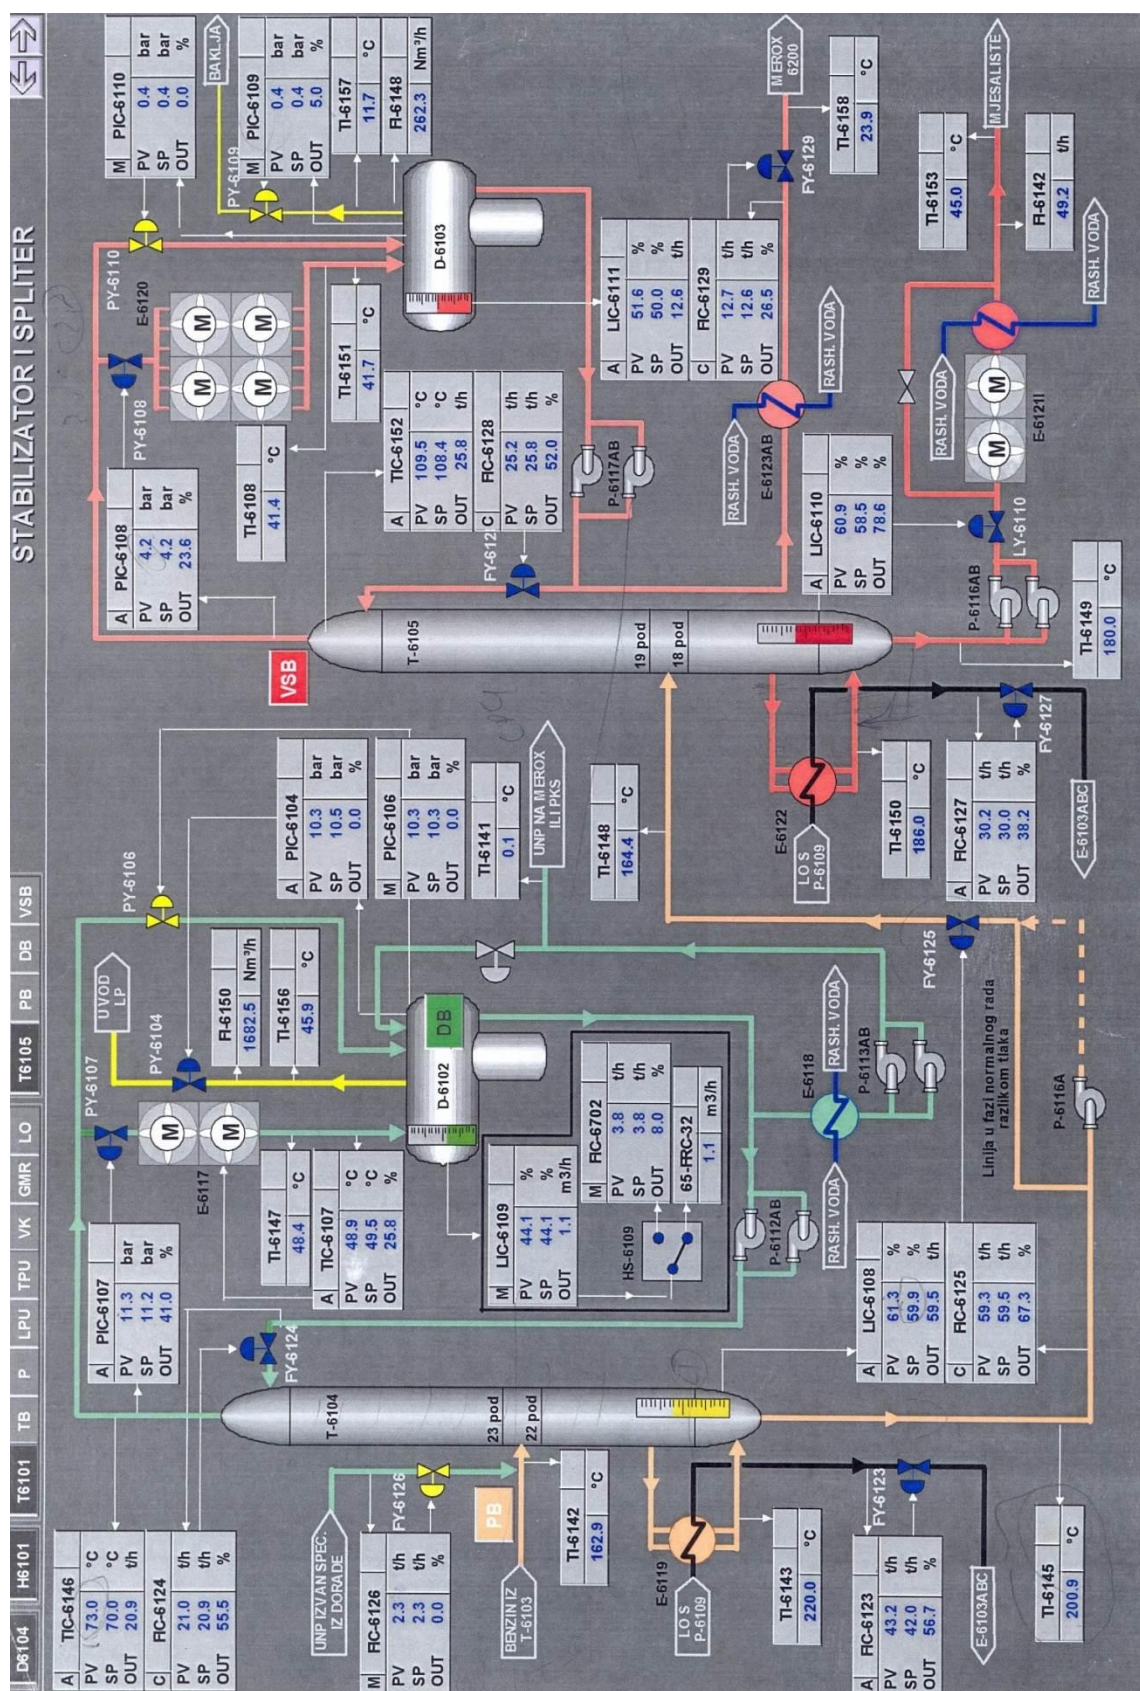 STABILIZATOR I SPLITER
D6104 H6101 T6101 TB P LPU TPU VK GMR LO T6105 PB DB VSB
A TIC-6146
PV 73.0 °C
SP 70.0 °C
OUT 20.9 t/h
C FIC-6124
PV 21.0 t/h
SP 20.9 t/h
OUT 55.5 %
A PIC-6107
PV 11.3 bar
SP 11.2 bar
OUT 41.0 %
PY-6107
E-6117
M
M
TI-6147
48.4 °C
A TIC-6107
PV 48.9 °C
SP 49.5 °C
OUT 25.8 %
UVOD
LP
PY-6104
PY-6106
FI-6150
1682.5 Nm³/h
TI-6156
45.9 °C
A PIC-6104
PV 10.3 bar
SP 10.5 bar
OUT 0.0 %
M PIC-6106
PV 10.3 bar
SP 10.3 bar
OUT 0.0 %
TI-6141
0.1 °C
UNP NA MEROX
ILI PKS
D-6102
DB
M LIC-6109
PV 44.1 %
SP 44.1 %
OUT 1.1 m3/h
M FIC-6702
PV 3.8 t/h
SP 3.8 t/h
OUT 8.0 %
65-FRC-32
1.1 m3/h
HS-6109
FY-6124
T-6104
23 pod
22 pod
UNP IZVAN SPEC.
IZ DORADE
M FIC-6126
PV 2.3 t/h
SP 2.3 t/h
OUT 0.0 %
FY-6126
PB
BENZIN IZ
T-6103
TI-6142
162.9 °C
E-6119
LO S
P-6109
TI-6143
220.0 °C
A FIC-6123
PV 43.2 t/h
SP 42.0 t/h
OUT 56.7 %
FY-6123
E-6103ABC
TI-6145
200.9 °C
A LIC-6108
PV 61.3 %
SP 59.9 %
OUT 59.5 t/h
C FIC-6125
PV 59.3 t/h
SP 59.5 t/h
OUT 67.3 %
P-6112AB
E-6118
RASH. VODA
RASH. VODA
P-6113AB
Linija u fazi normalnog rada
razlikom tlaka
P-6116A
FY-6125
TI-6148
164.4 °C
VSB
A PIC-6108
PV 4.2 bar
SP 4.2 bar
OUT 23.6 %
PY-6108
PY-6110
E-6120
M
M
M
M
TI-6108
41.4 °C
TI-6151
41.7 °C
M PIC-6110
PV 0.4 bar
SP 0.4 bar
OUT 0.0 %
BAKLJA
PY-6109
M PIC-6109
PV 0.4 bar
SP 0.4 bar
OUT 5.0 %
TI-6157
11.7 °C
FI-6148
262.3 Nm³/h
D-6103
A TIC-6152
PV 109.5 °C
SP 108.4 °C
OUT 25.8 t/h
C FIC-6128
PV 25.2 t/h
SP 25.8 t/h
OUT 52.0 %
FY-612
P-6117AB
A LIC-6111
PV 51.6 %
SP 50.0 %
OUT 12.6 t/h
C FIC-6129
PV 12.7 t/h
SP 12.6 t/h
OUT 26.5 %
FY-6129
MEROX
6200
TI-6158
23.9 °C
RASH. VODA
E-6123AB
RASH. VODA
T-6105
19 pod
18 pod
A LIC-6110
PV 60.9 %
SP 58.5 %
OUT 78.6 %
LY-6110
P-6116AB
TI-6149
180.0 °C
E-6122
LO S
P-6109
TI-6150
186.0 °C
A FIC-6127
PV 30.2 t/h
SP 30.0 t/h
OUT 38.2 %
FY-6127
E-6103ABC
M
M
E-6121I
RASH. VODA
RASH. VODA
TI-6153
45.0 °C
FI-6142
49.2 t/h
MJESALISTE